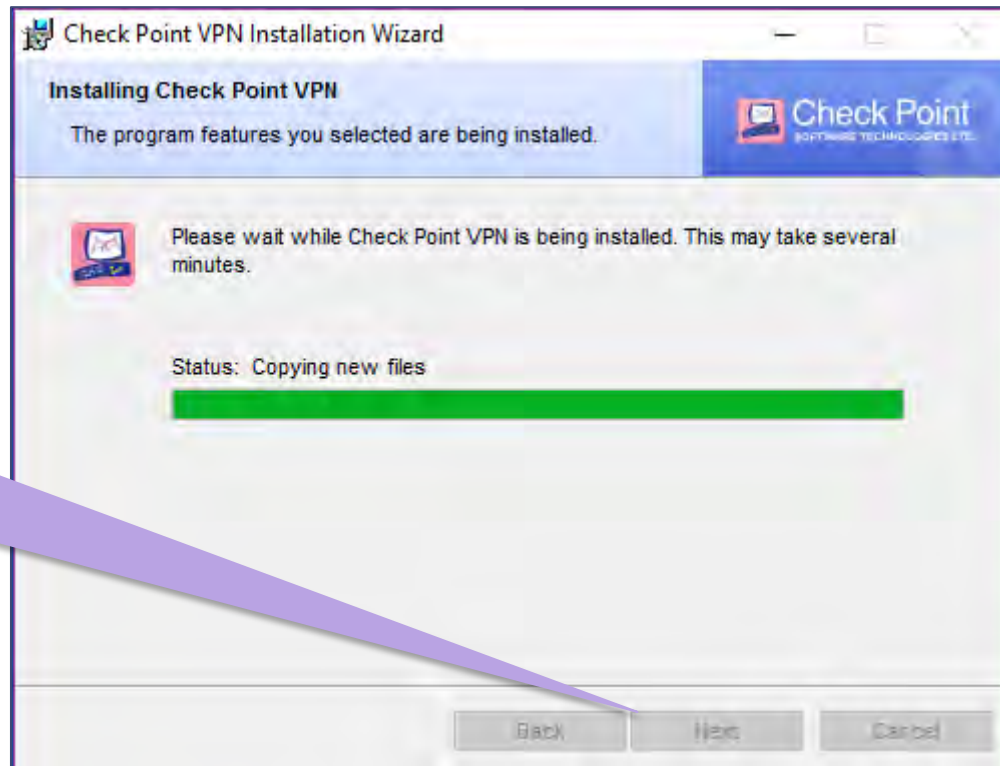 Check Point VPN Installation Wizard
Installing Check Point VPN
The program features you selected are being installed.
Check Point
SOFTWARE TECHNOLOGIES LTD.
Please wait while Check Point VPN is being installed. This may take several
minutes.
Status: Copying new files
Back
Next
Cancel